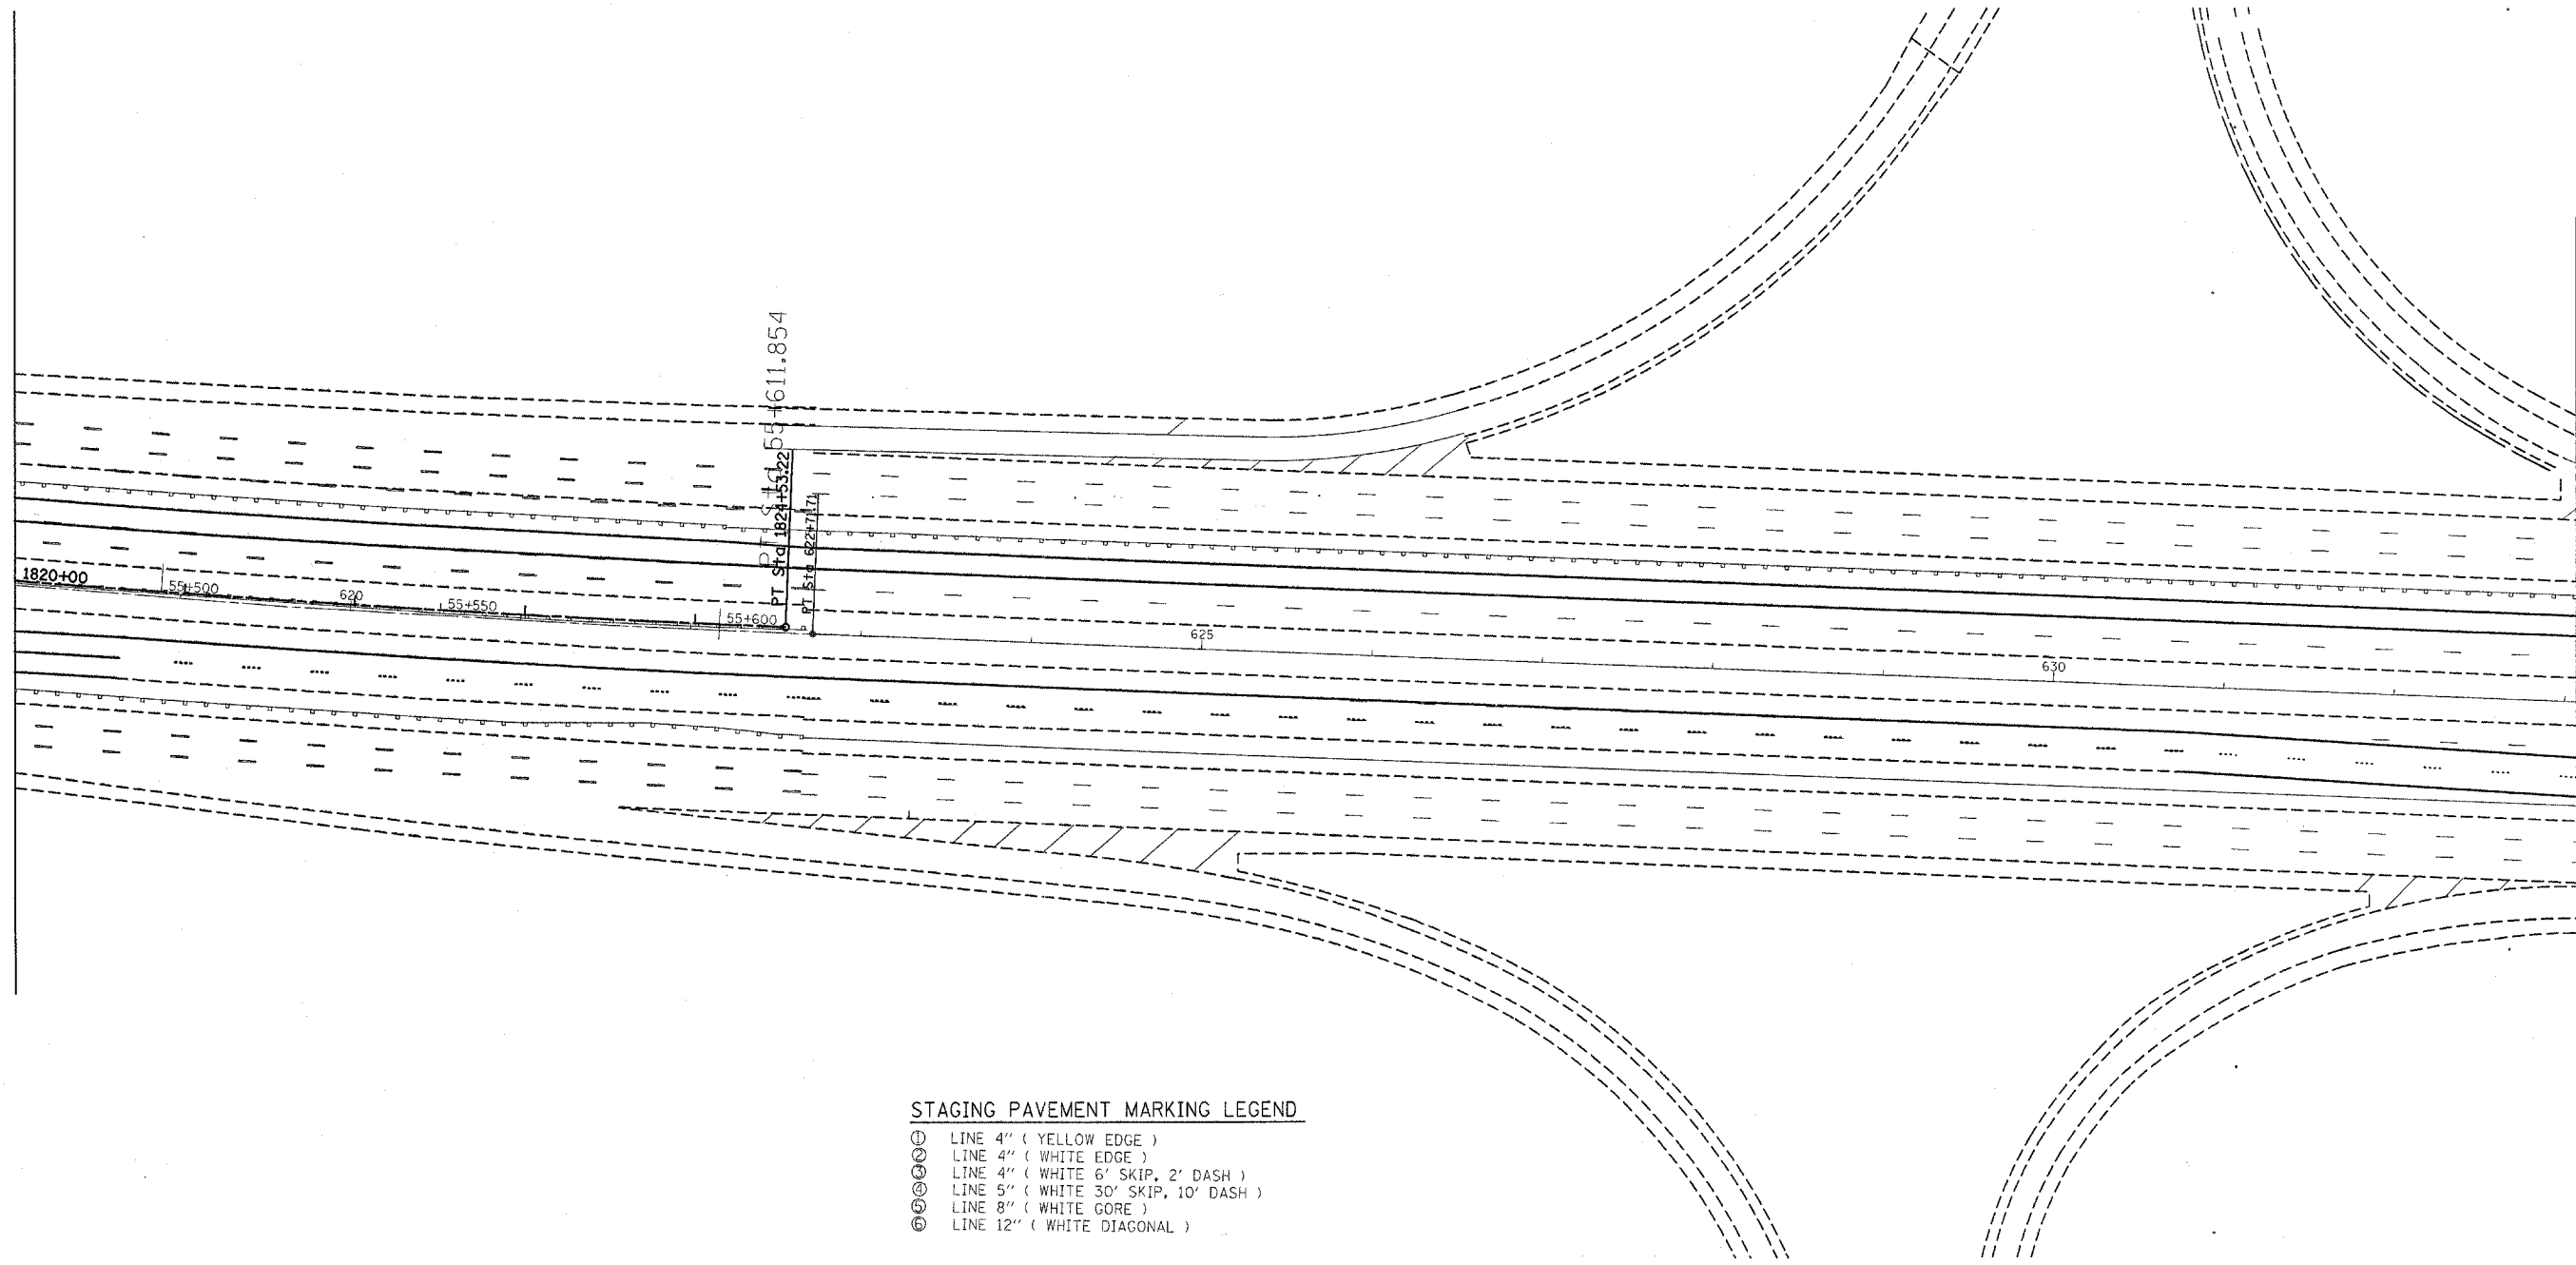 PT Sta 55+611.854
PT Sta 1824+53.22
PT Sta 622+71.71
1820+00
55+500
620
55+550
55+600
625
630
STAGING PAVEMENT MARKING LEGEND
① LINE 4" ( YELLOW EDGE )
② LINE 4" ( WHITE EDGE )
③ LINE 4" ( WHITE 6' SKIP, 2' DASH )
④ LINE 5" ( WHITE 30' SKIP, 10' DASH )
⑤ LINE 8" ( WHITE GORE )
⑥ LINE 12" ( WHITE DIAGONAL )